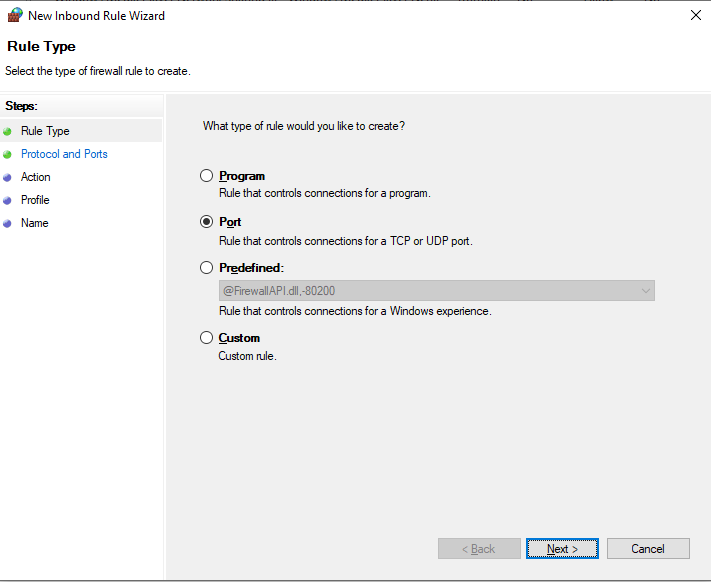 New Inbound Rule Wizard
Rule Type
Select the type of firewall rule to create.
Steps:
Rule Type
Protocol and Ports
Action
Profile
Name
What type of rule would you like to create?
Program
Rule that controls connections for a program.
Port
Rule that controls connections for a TCP or UDP port.
Predefined:
@FirewallAPI.dll,-80200
Rule that controls connections for a Windows experience.
Custom
Custom rule.
< Back
Next >
Cancel